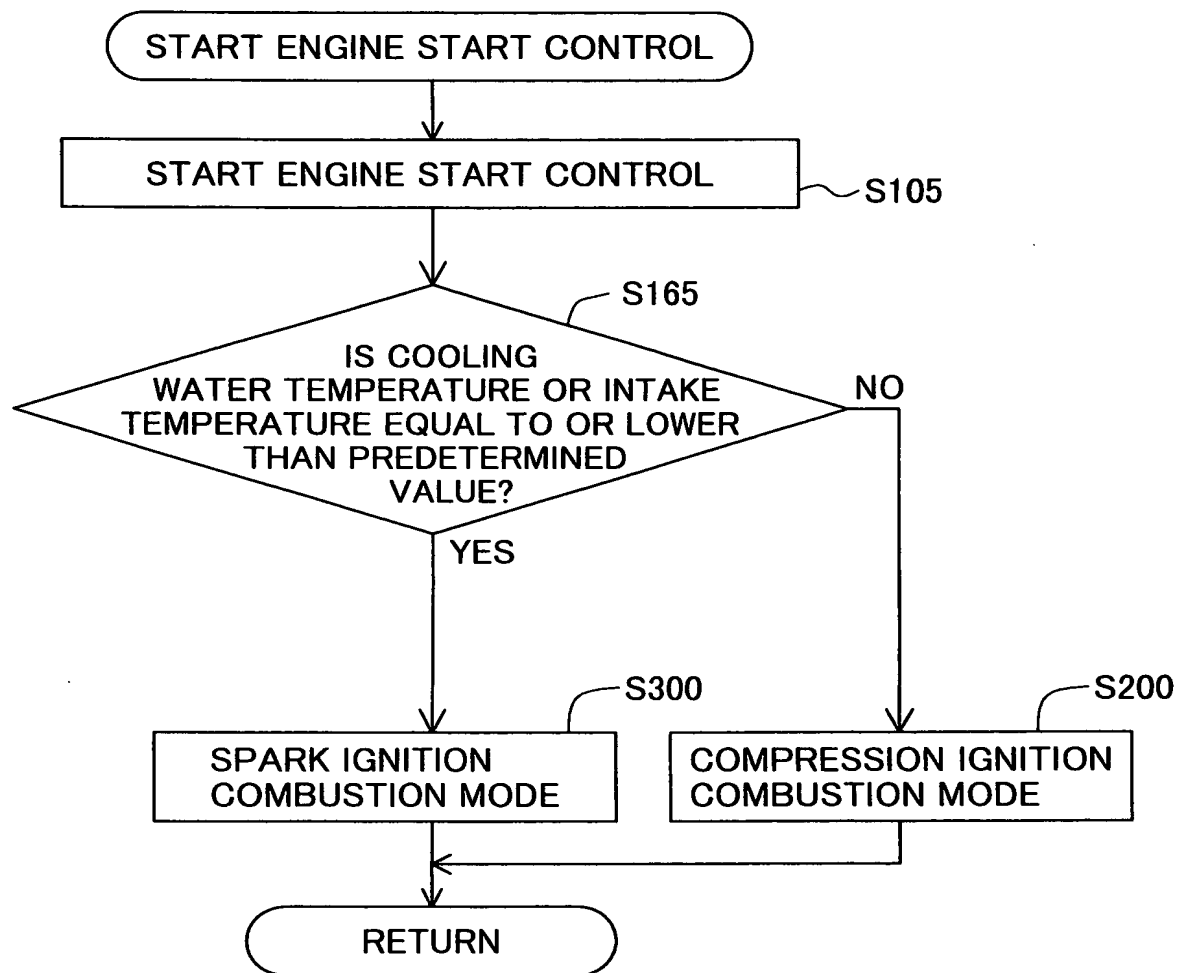 START ENGINE START CONTROL
START ENGINE START CONTROL
S105
S165
IS COOLING
WATER TEMPERATURE OR INTAKE
TEMPERATURE EQUAL TO OR LOWER
THAN PREDETERMINED
VALUE?
NO
YES
S300
SPARK IGNITION
COMBUSTION MODE
S200
COMPRESSION IGNITION
COMBUSTION MODE
RETURN